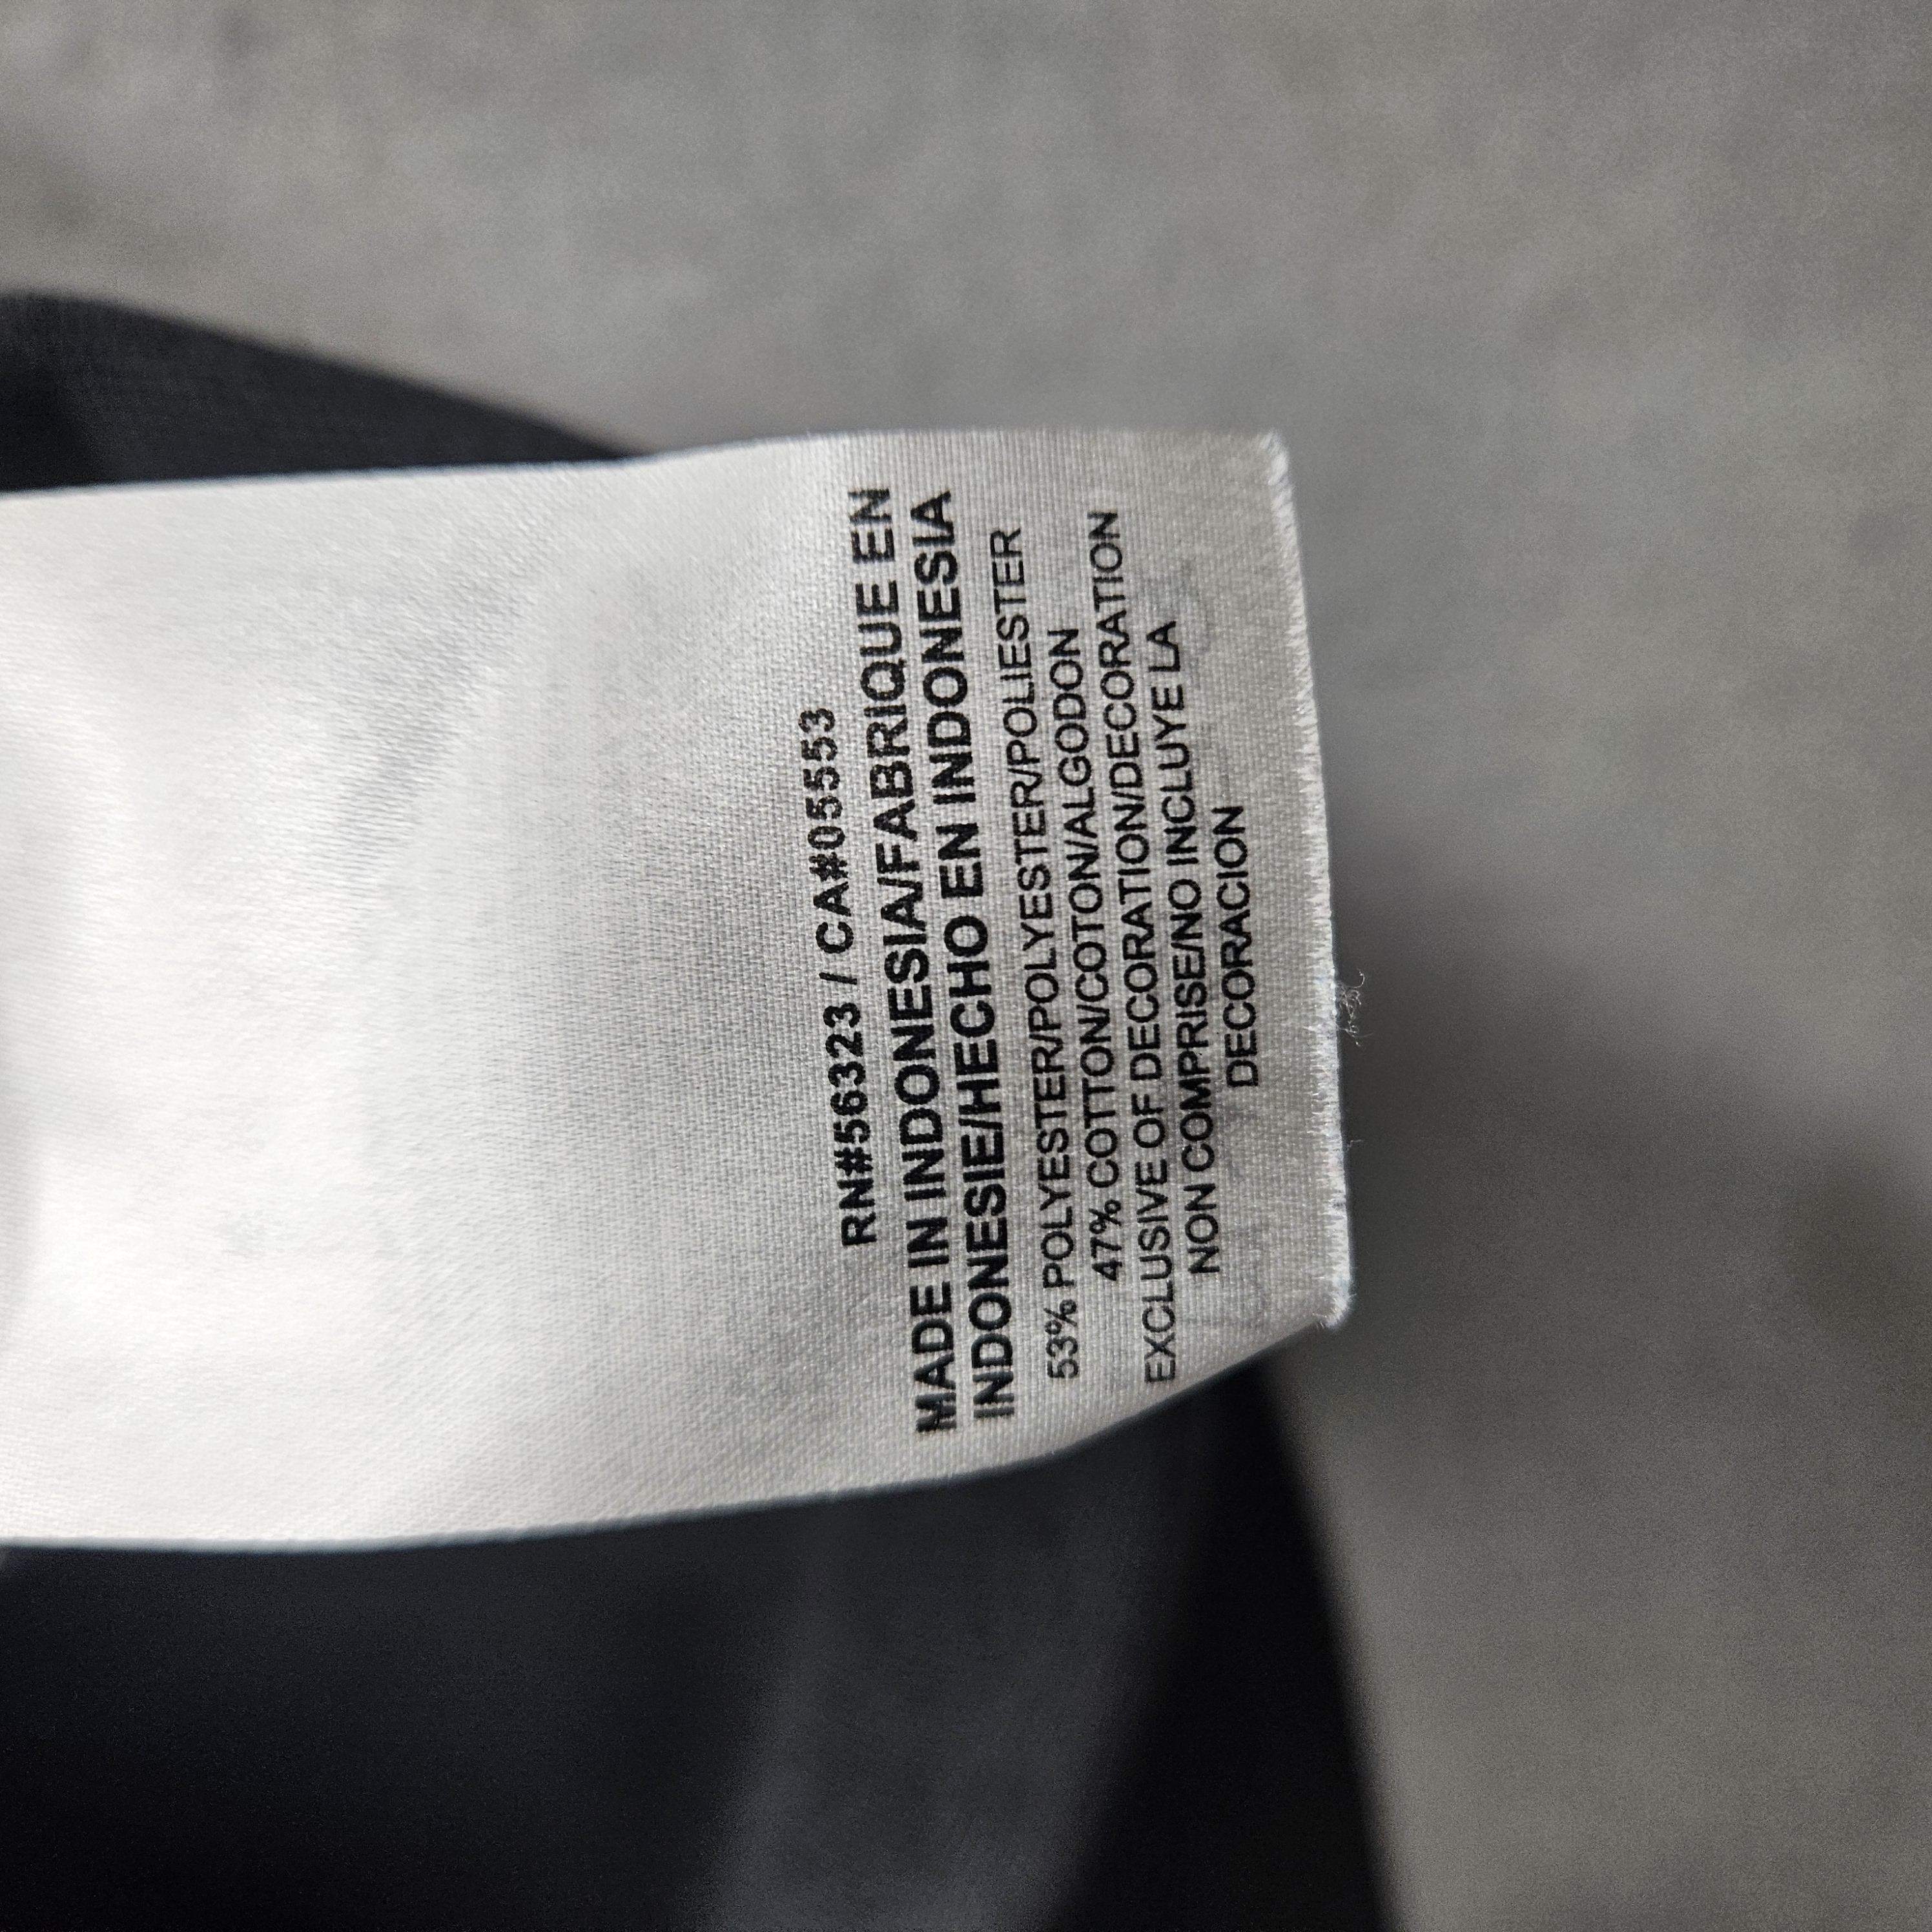 RN#56323 / CA#05553
MADE IN INDONESIA/FABRIQUE EN
INDONESIE/HECHO EN INDONESIA
53% POLYESTER/POLYESTER/POLIESTER
47% COTTON/COTON/ALGODON
EXCLUSIVE OF DECORATION/DECORATION
NON COMPRISE/NO INCLUYE LA
DECORACION